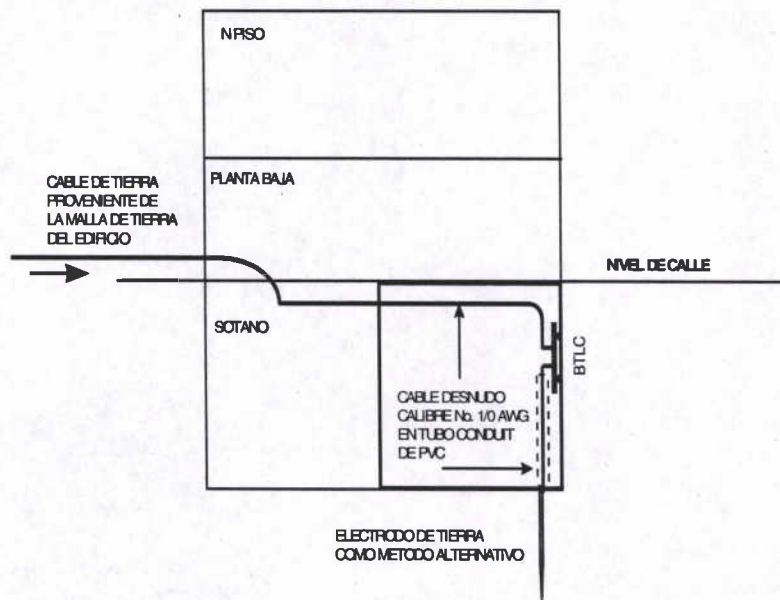 N PISO
PLANTA BAJA
CABLE DE TIERRA
PROVENIENTE DE
LA MALLA DE TIERRA
DEL EDIFICIO
NIVEL DE CALLE
SOTANO
BTLC
CABLE DESNUDO
CALIBRE No. 1/0 AWG
EN TUBO CONDUIT
DE PVC
ELECTRODO DE TIERRA
COMO METODO ALTERNATIVO